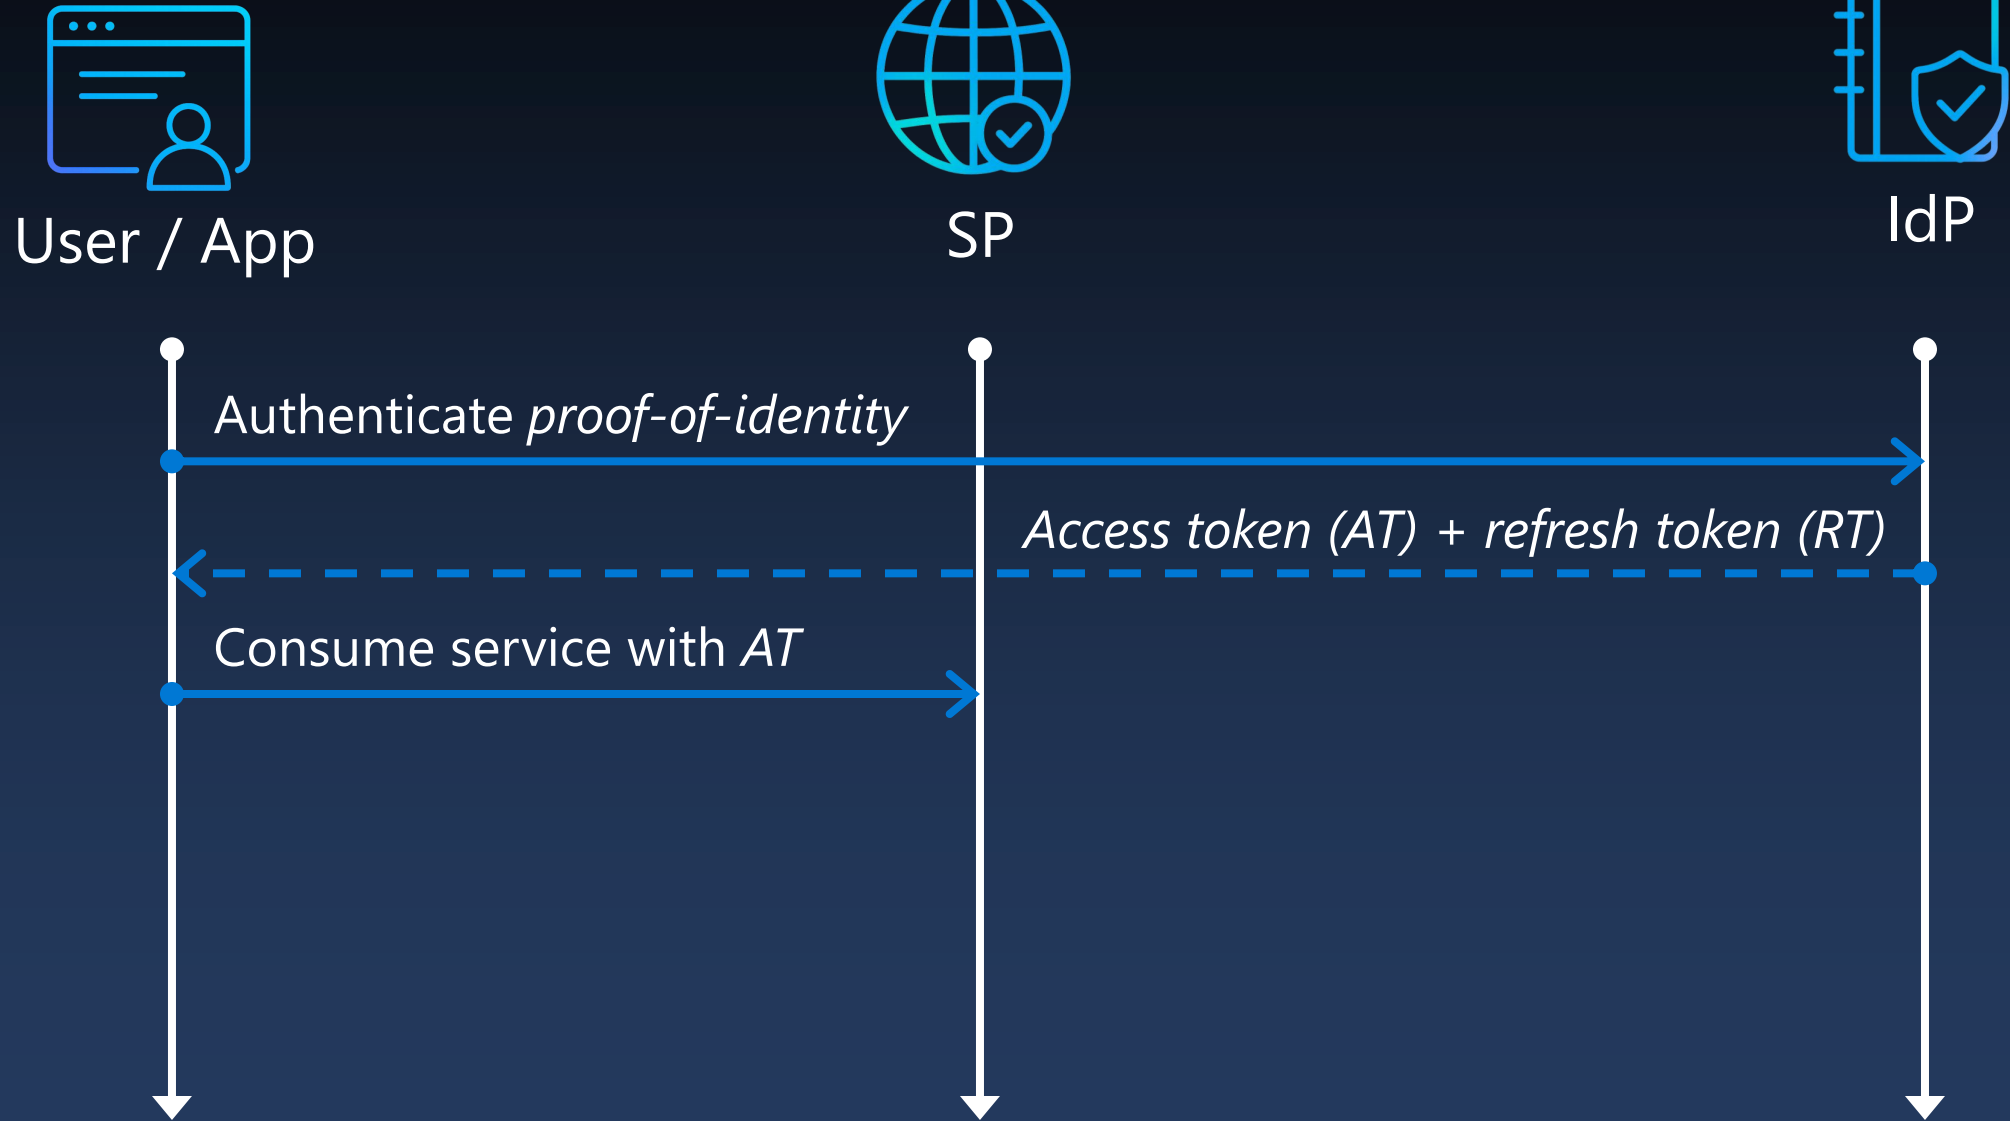 User / App
SP
IdP
Authenticate proof-of-identity
Access token (AT) + refresh token (RT)
Consume service with AT